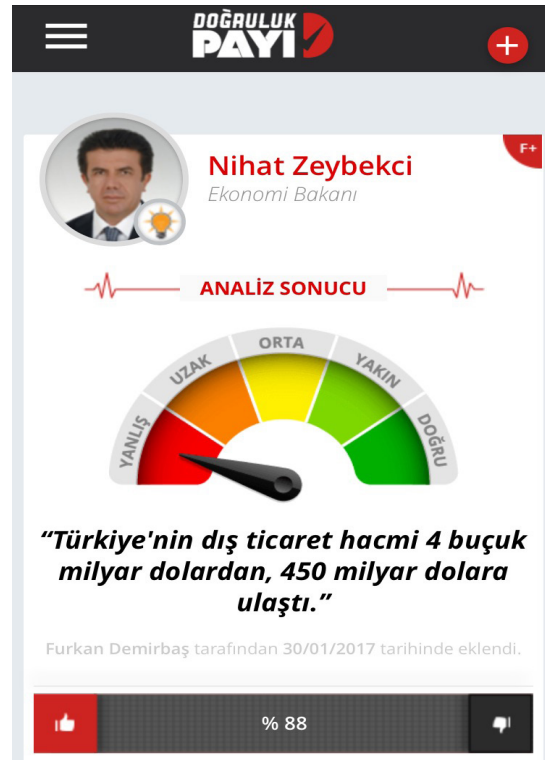 DOĞRULUK
PAYI
F+
Nihat Zeybekci
Ekonomi Bakanı
ANALİZ SONUCU
YANLIŞ
UZAK
ORTA
YAKIN
DOĞRU
“Türkiye'nin dış ticaret hacmi 4 buçuk
milyar dolardan, 450 milyar dolara
ulaştı.”
Furkan Demirbaş tarafından 30/01/2017 tarihinde eklendi.
% 88